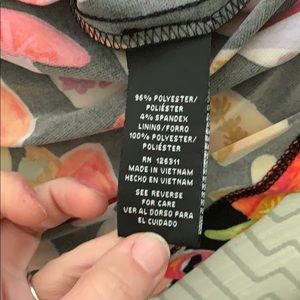 96% POLYESTER/
POLIÉSTER
4% SPANDEX
LINING/FORRO
100% POLYESTER/
POLIÉSTER
RN 126311
MADE IN VIETNAM
HECHO EN VIETNAM
SEE REVERSE
FOR CARE
VER AL DORSO PARA
EL CUIDADO